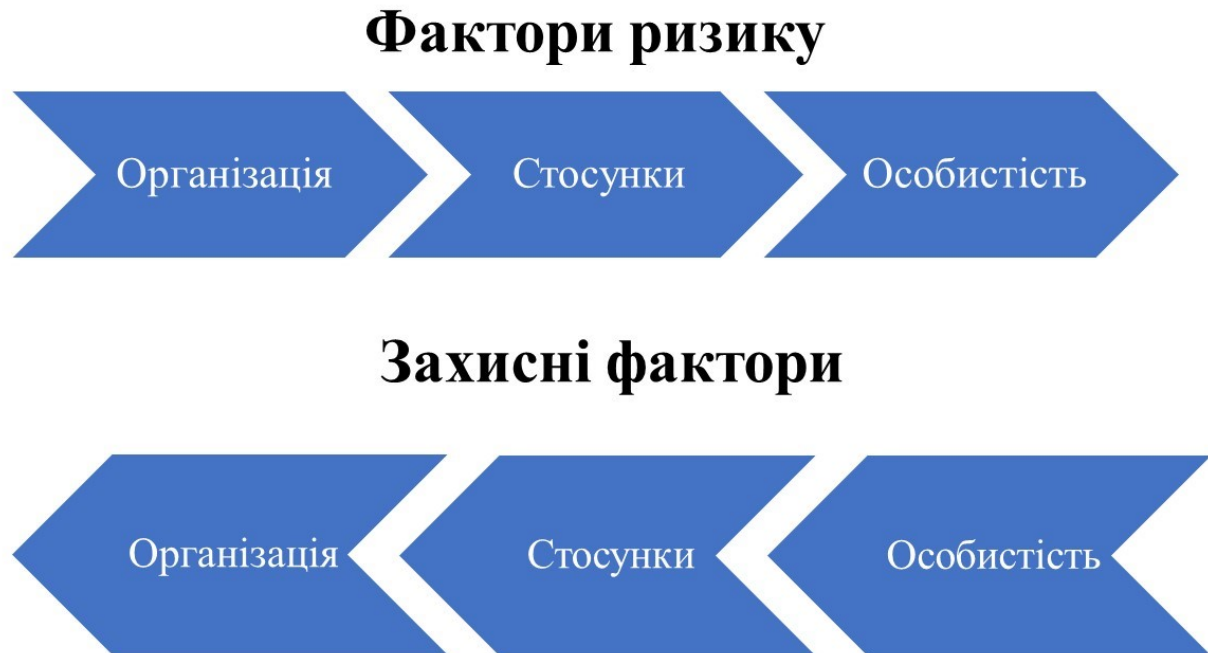 Фактори ризику
Організація Стосунки Особистість
Захисні фактори
Організація Стосунки Особистість